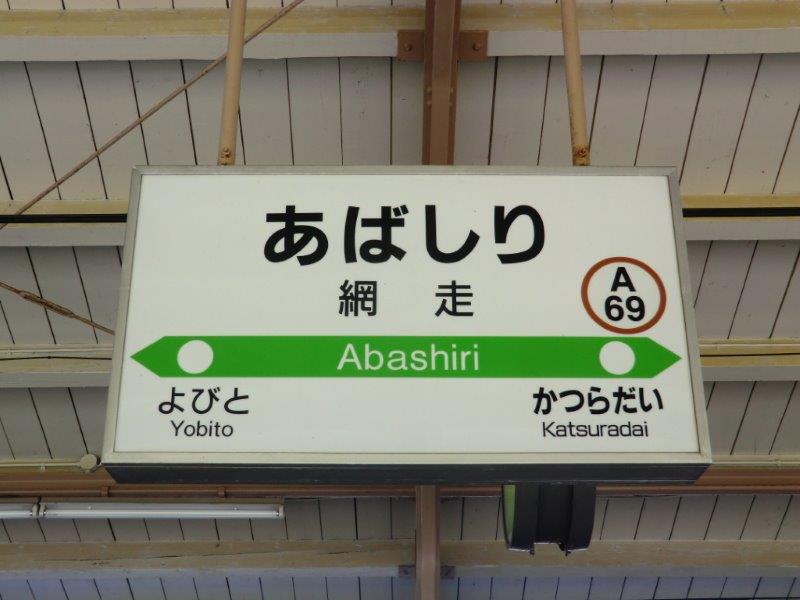 あばしり
網走
A
69
Abashiri
よびと
Yobito
かつらだい
Katsuradai